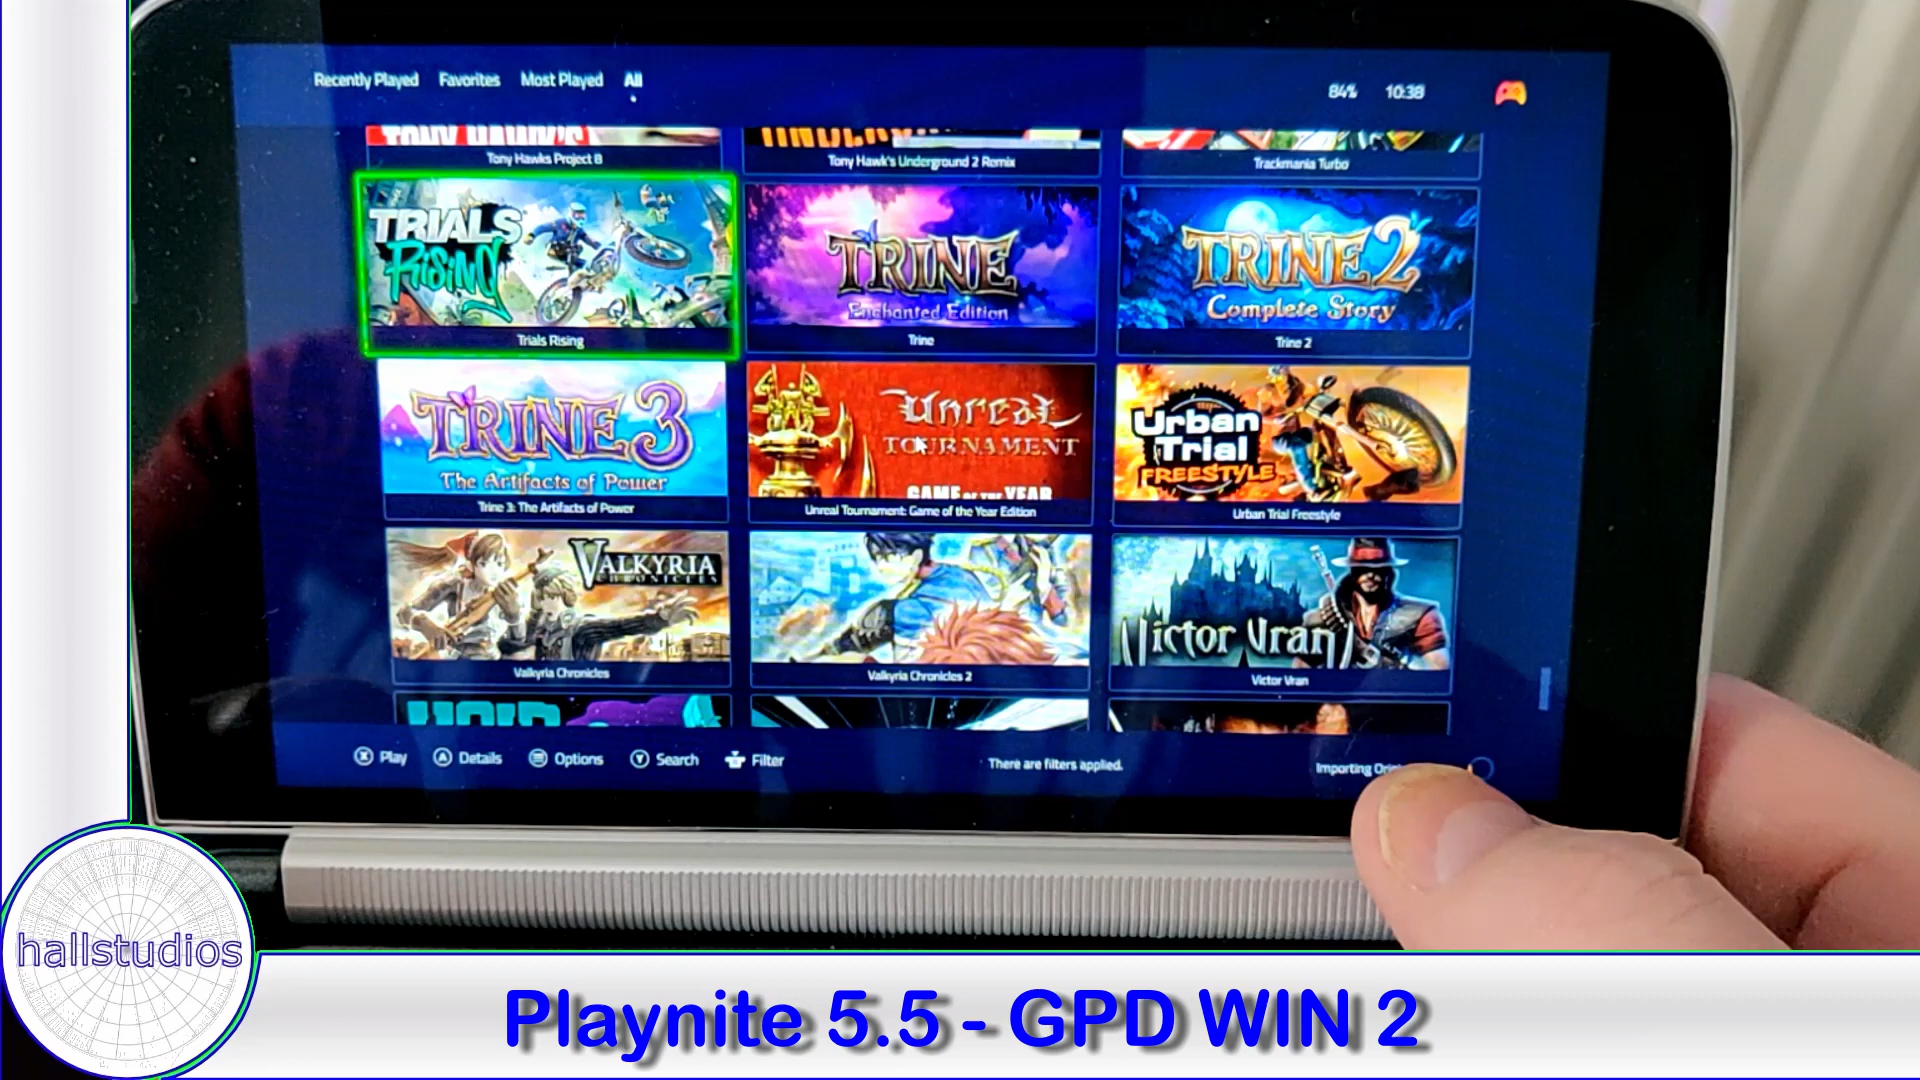 Recently Played Favorites Most Played All
84% 10:38
TONY HAWK'S
Tony Hawks Project 8
Tony Hawk's Underground 2 Remix
Trackmania Turbo
TRIALS
RISING
Trials Rising
TRINE
Enchanted Edition
Trine
TRINE 2
Complete Story
Trine 2
TRINE 3
The Artifacts of Power
Trine 3: The Artifacts of Power
Unreal
TOURNAMENT
GAME OF THE YEAR
Unreal Tournament: Game of the Year Edition
Urban
Trial
FREESTYLE
Urban Trial Freestyle
VALKYRIA
CHRONICLES
Valkyria Chronicles
Valkyria Chronicles 2
Victor Vran
Victor Vran
X Play A Details Options Y Search Filter
There are filters applied.
Importing
hallstudios
Playnite 5.5 - GPD WIN 2